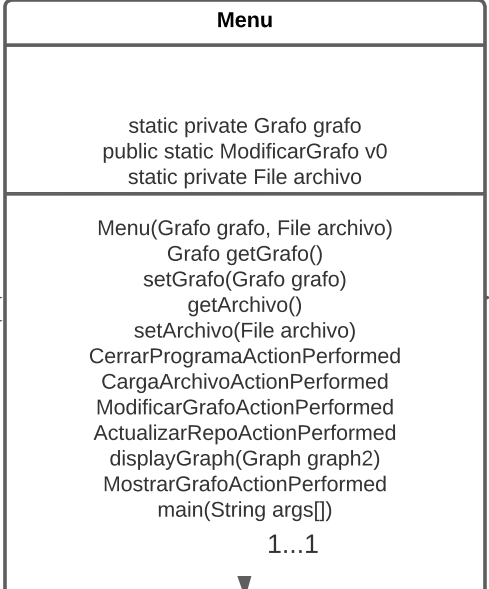 Menu
static private Grafo grafo
public static ModificarGrafo v0
static private File archivo
Menu(Grafo grafo, File archivo)
Grafo getGrafo()
setGrafo(Grafo grafo)
getArchivo()
setArchivo(File archivo)
CerrarProgramaActionPerformed
CargaArchivoActionPerformed
ModificarGrafoActionPerformed
ActualizarRepoActionPerformed
displayGraph(Graph graph2)
MostrarGrafoActionPerformed
main(String args[])
1...1